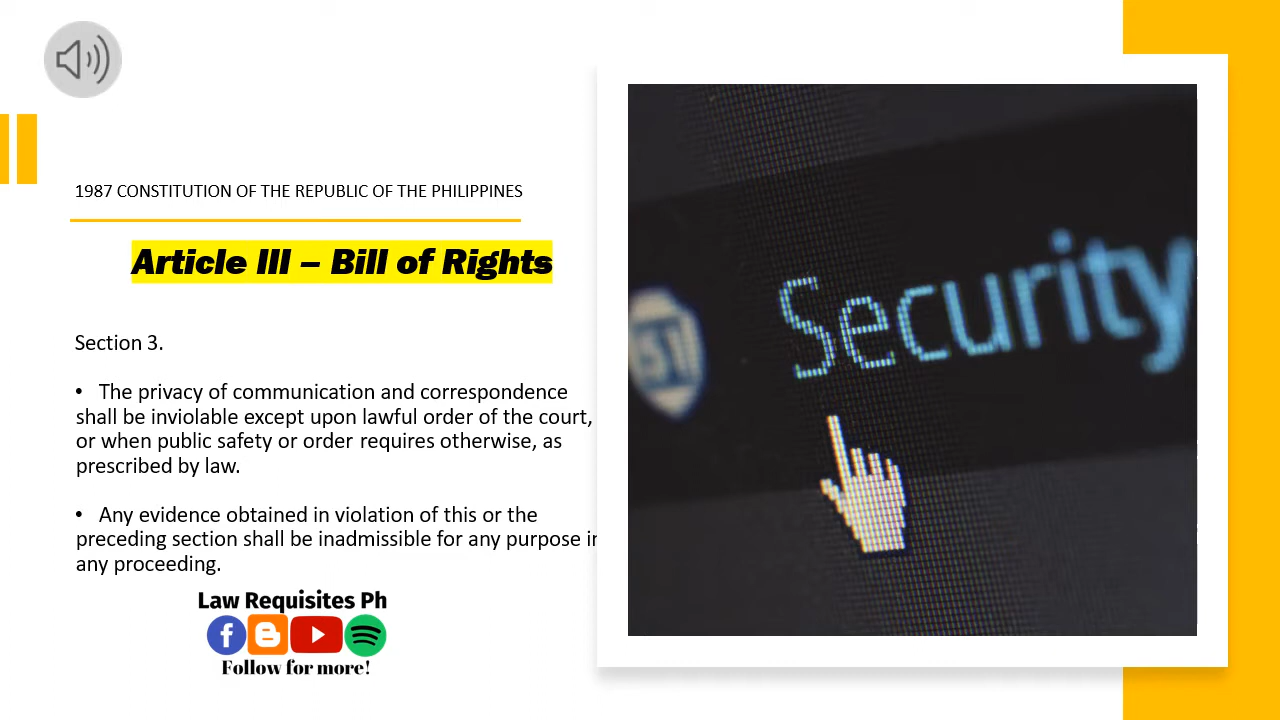 1987 CONSTITUTION OF THE REPUBLIC OF THE PHILIPPINES
Article III – Bill of Rights
Section 3.
• The privacy of communication and correspondence
shall be inviolable except upon lawful order of the court,
or when public safety or order requires otherwise, as
prescribed by law.
• Any evidence obtained in violation of this or the
preceding section shall be inadmissible for any purpose in
any proceeding.
Law Requisites Ph
Follow for more!
Security